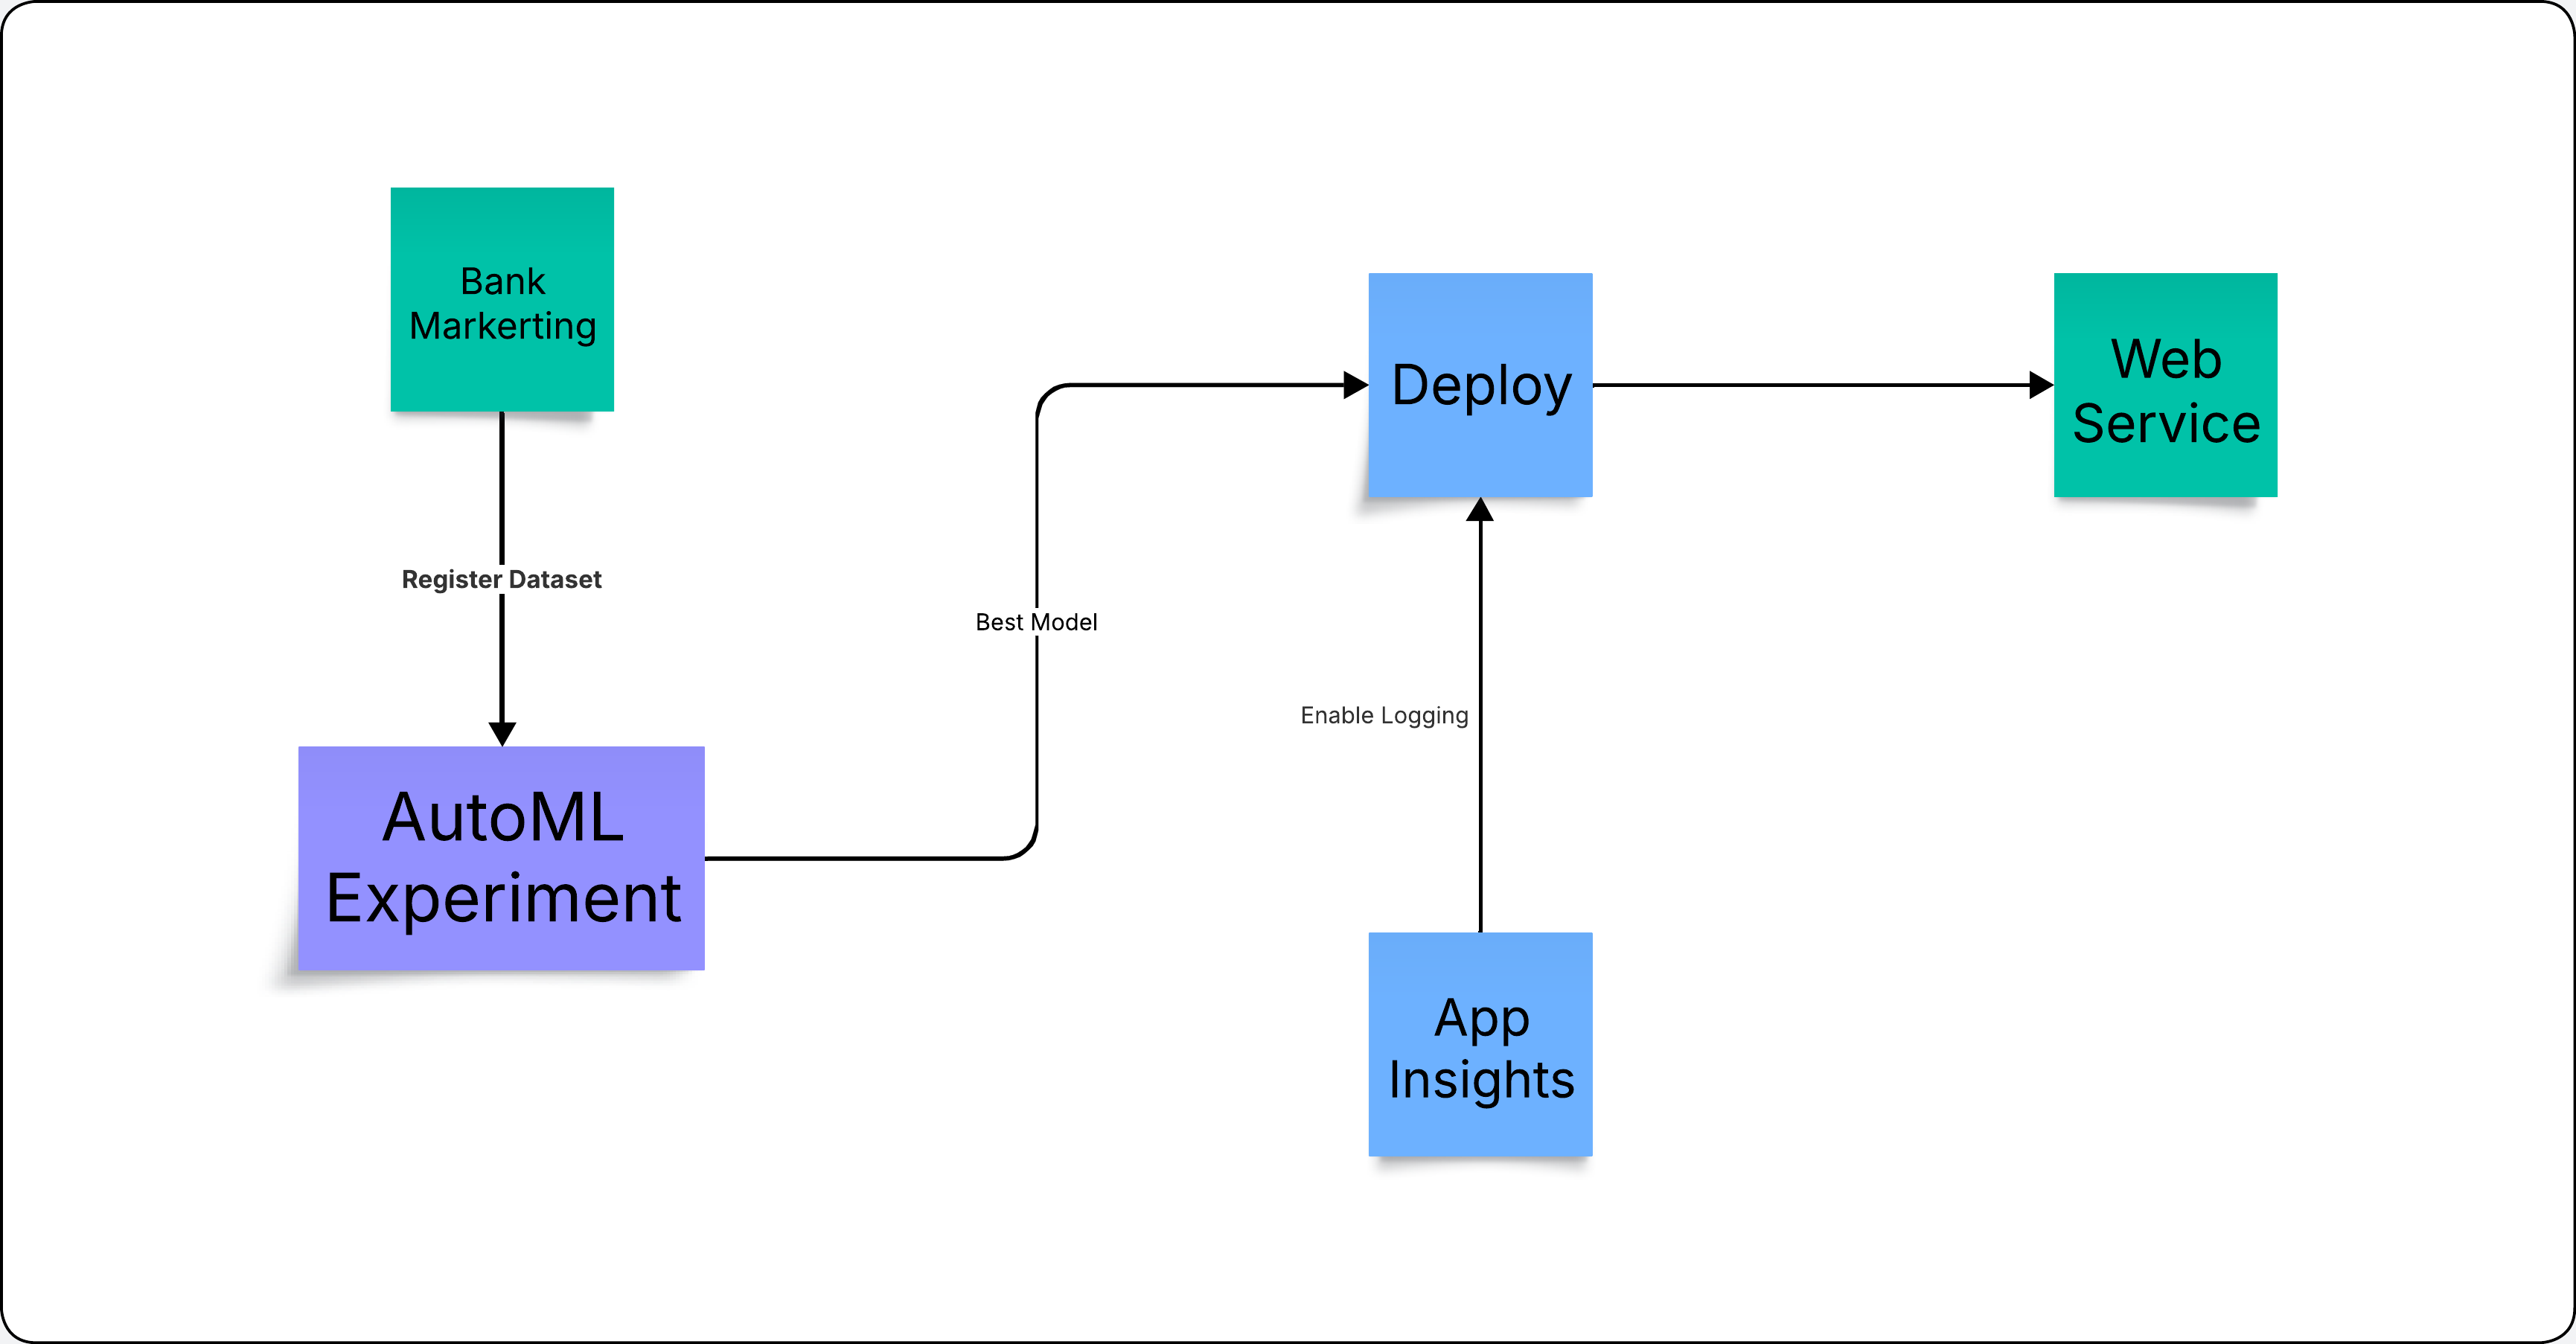 Bank
Markerting
Register Dataset
AutoML
Experiment
Best Model
Deploy
Web
Service
Enable Logging
App
Insights